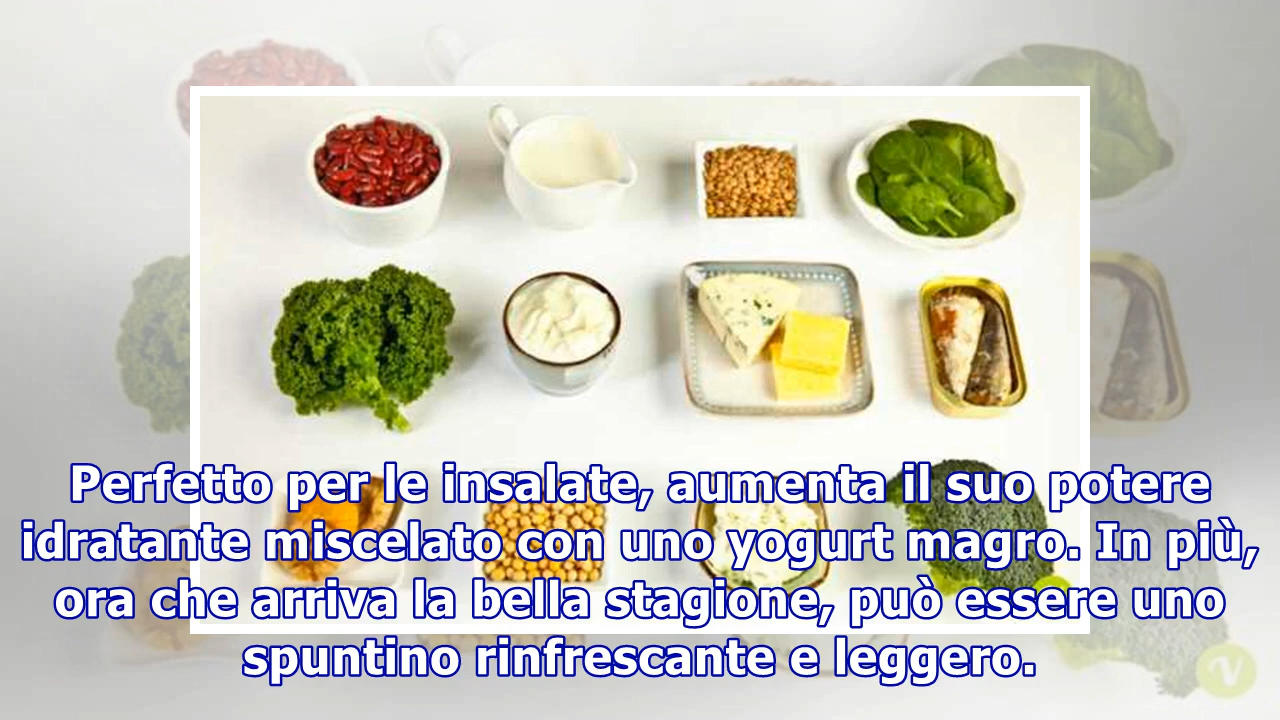 Perfetto per le insalate, aumenta il suo potere
idratante miscelato con uno yogurt magro. In più,
ora che arriva la bella stagione, può essere uno
spuntino rinfrescante e leggero.